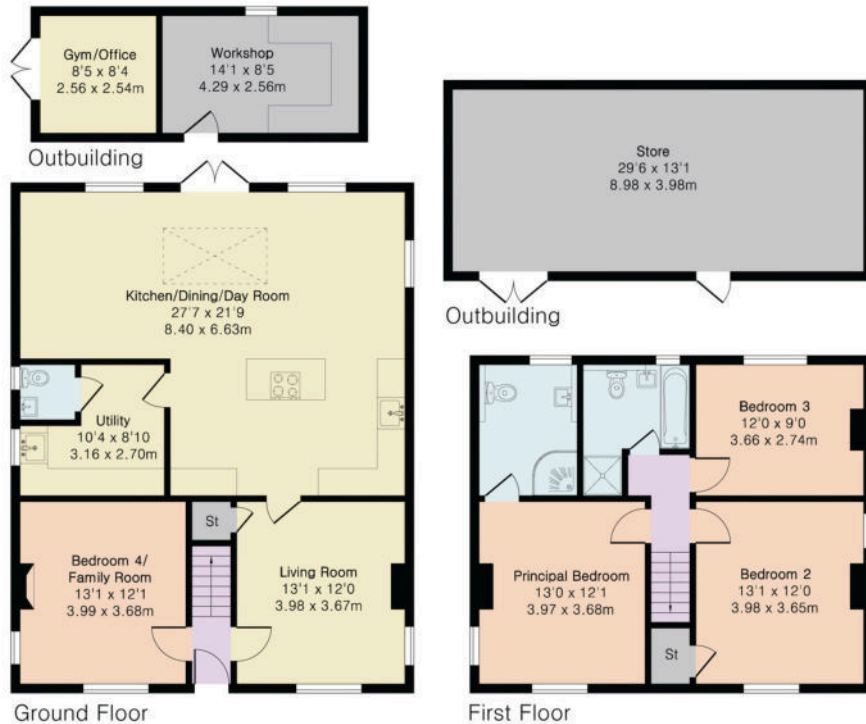 Gym/Office
8'5 x 8'4
2.56 x 2.54m
Workshop
14'1 x 8'5
4.29 x 2.56m
Outbuilding
Store
29'6 x 13'1
8.98 x 3.98m
Outbuilding
Kitchen/Dining/Day Room
27'7 x 21'9
8.40 x 6.63m
Utility
10'4 x 8'10
3.16 x 2.70m
St
Bedroom 4/
Family Room
13'1 x 12'1
3.99 x 3.68m
Living Room
13'1 x 12'0
3.98 x 3.67m
Ground Floor
Bedroom 3
12'0 x 9'0
3.66 x 2.74m
Principal Bedroom
13'0 x 12'1
3.97 x 3.68m
Bedroom 2
13'1 x 12'0
3.98 x 3.65m
St
First Floor